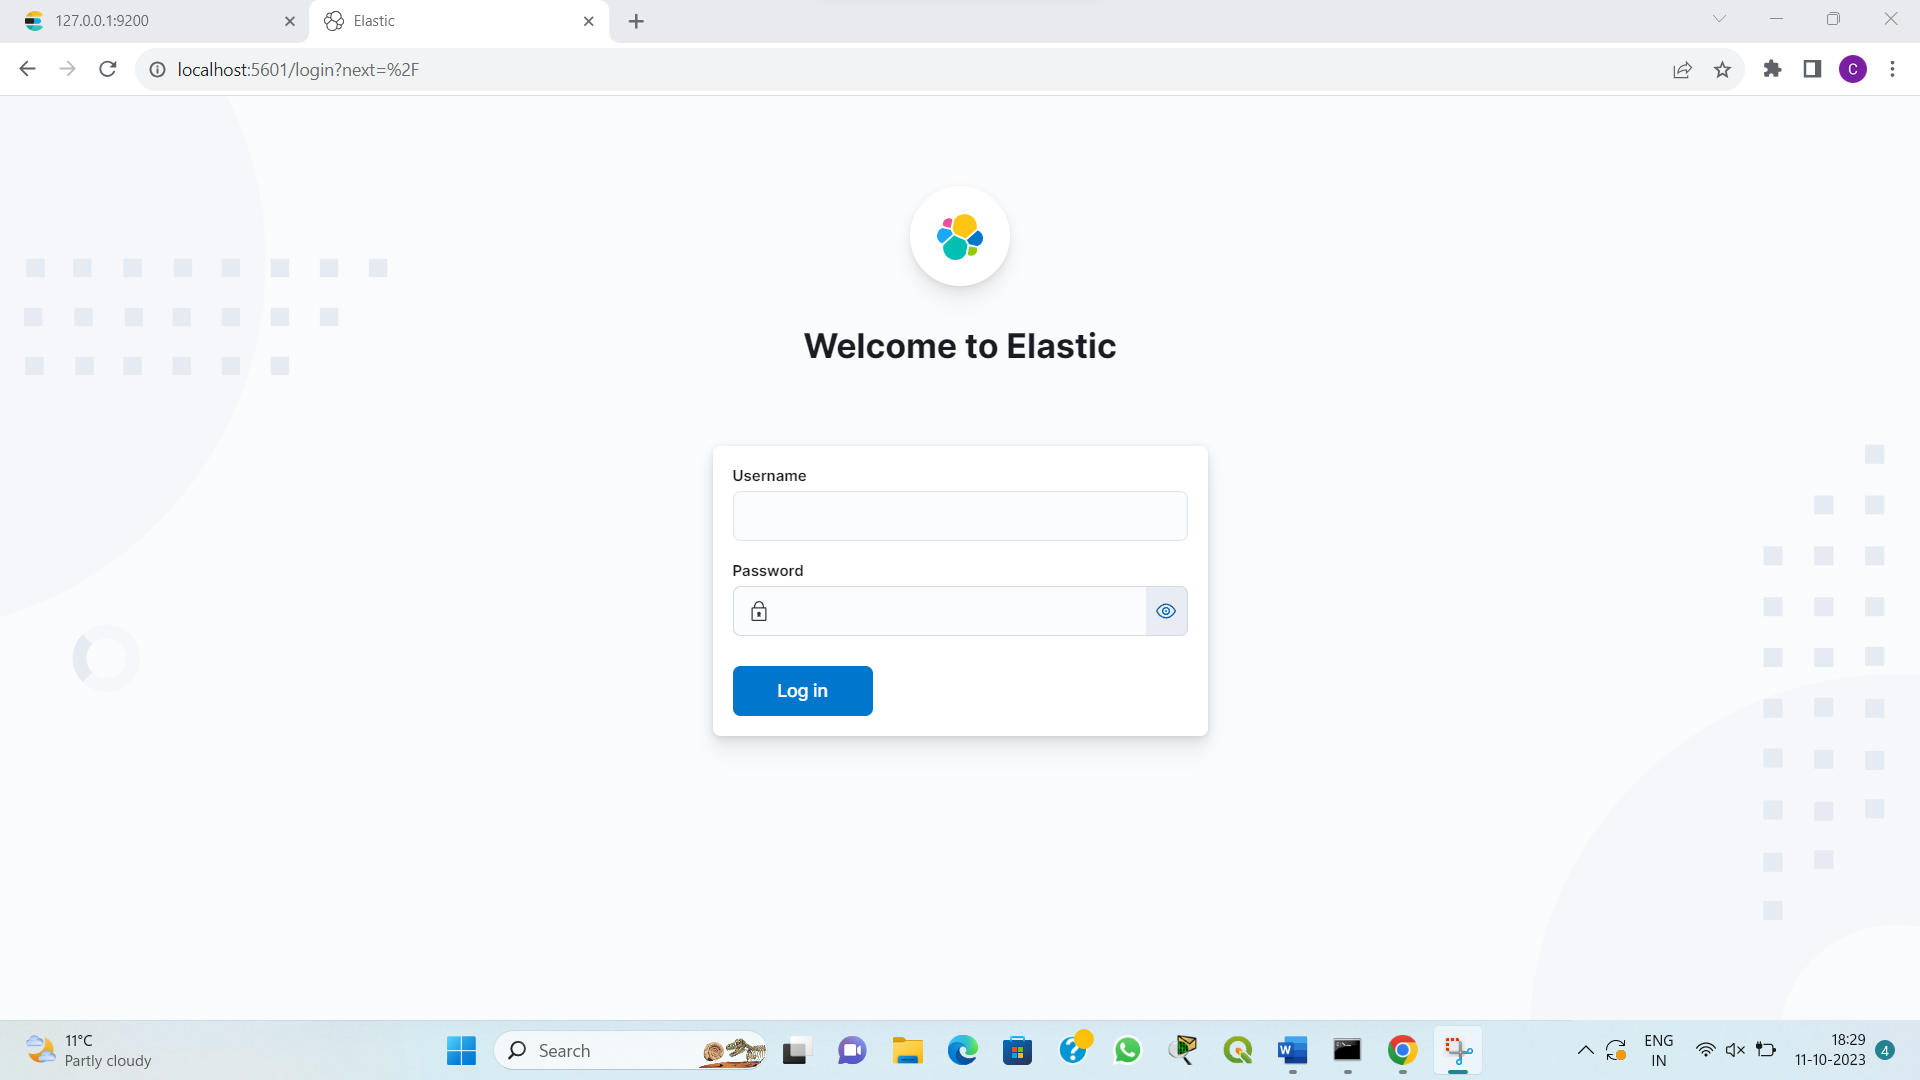 127.0.0.1:9200
Elastic
localhost:5601/login?next=%2F
C
Welcome to Elastic
Username
Password
Log in
11°C
Partly cloudy
Search
W
ENG
IN
18:29
11-10-2023
4